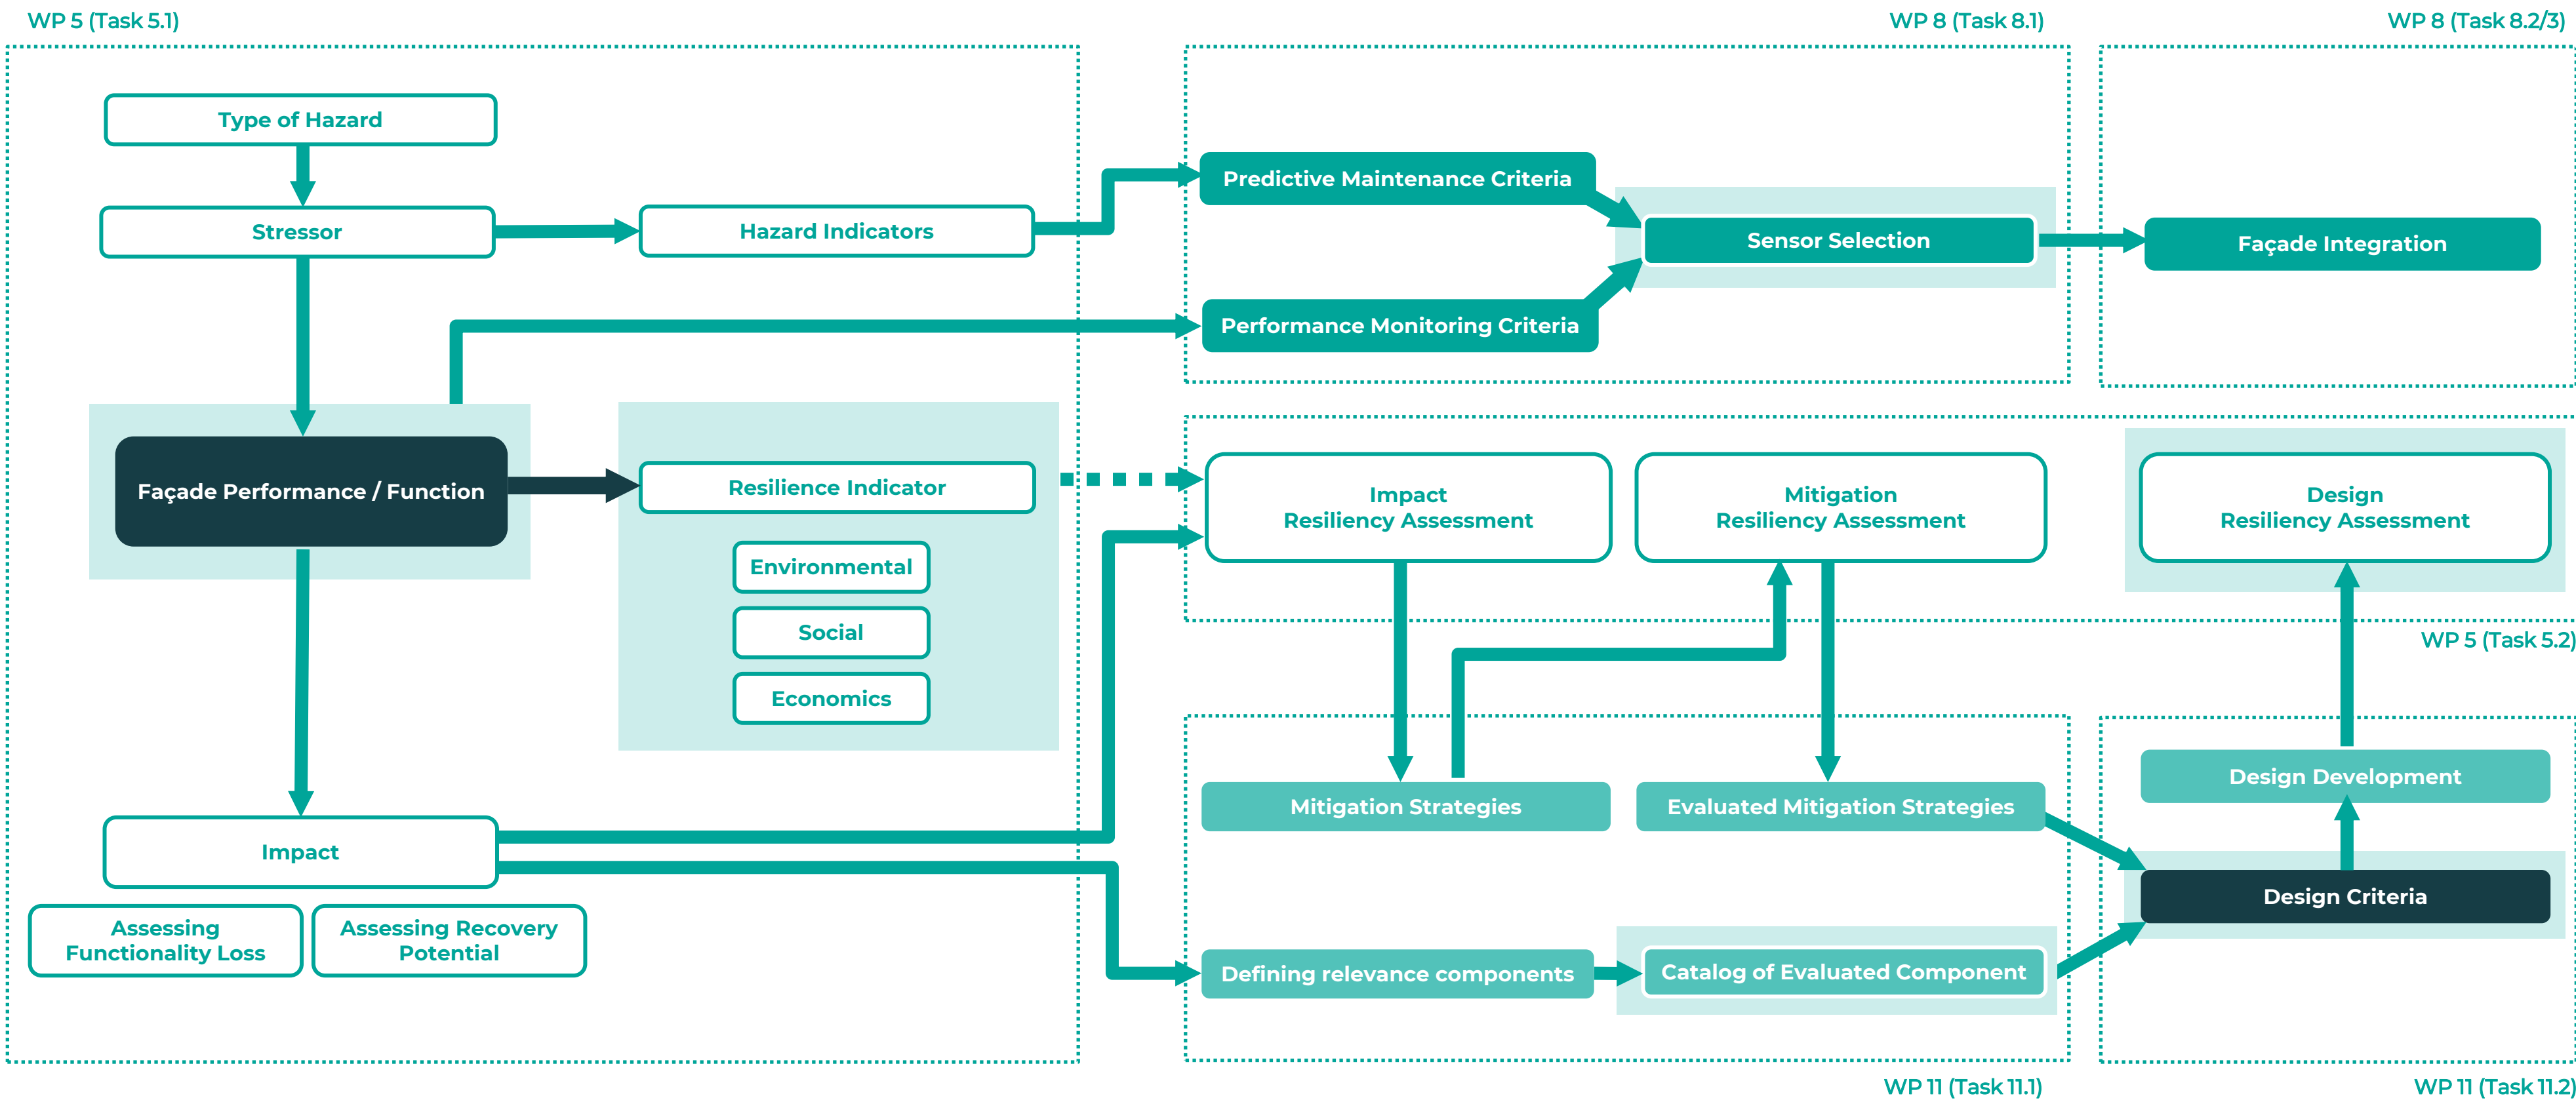 WP 5 (Task 5.1)
WP 8 (Task 8.1)
WP 8 (Task 8.2/3)
Type of Hazard
Stressor
Hazard Indicators
Predictive Maintenance Criteria
Sensor Selection
Façade Integration
Performance Monitoring Criteria
Façade Performance / Function
Resilience Indicator
Environmental
Social
Economics
Impact
Resiliency Assessment
Mitigation
Resiliency Assessment
Design
Resiliency Assessment
WP 5 (Task 5.2)
Mitigation Strategies
Evaluated Mitigation Strategies
Design Development
Impact
Design Criteria
Assessing
Functionality Loss
Assessing Recovery
Potential
Defining relevance components
Catalog of Evaluated Component
WP 11 (Task 11.1)
WP 11 (Task 11.2)